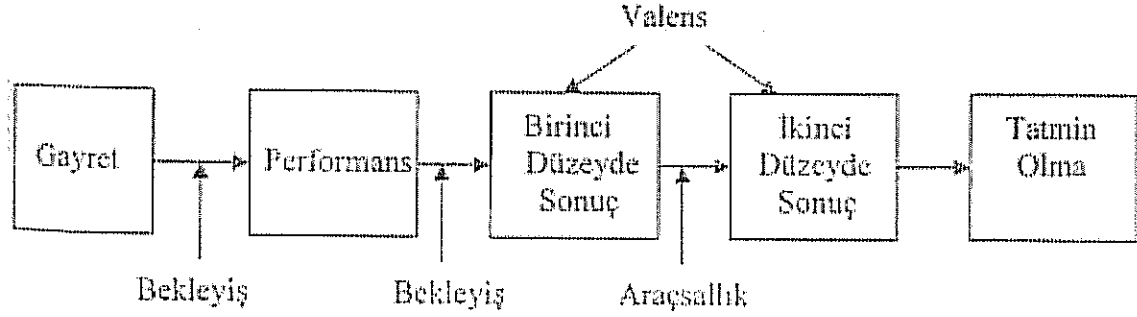 Valens
Gayret
Performans
Birinci
Düzeyde
Sonuç
İkinci
Düzeyde
Sonuç
Tatmin
Olma
Bekleyiş
Bekleyiş
Araçsallık